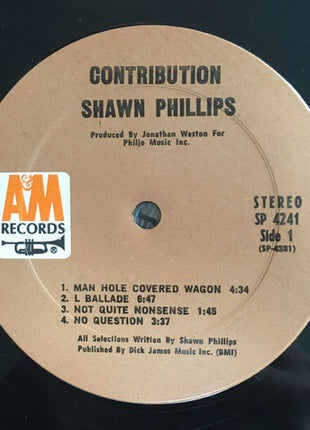 CONTRIBUTION
SHAWN PHILLIPS
Produced By Jonathan Weston For
Philjo Music Inc.
A&M
RECORDS
®
STEREO
SP 4241
Side 1
(SP-4381)
1. MAN HOLE COVERED WAGON 4:34
2. L BALLADE 6:47
3. NOT QUITE NONSENSE 1:45
4. NO QUESTION 3:37
All Selections Written By Shawn Phillips
Published By Dick James Music Inc. (BMI)